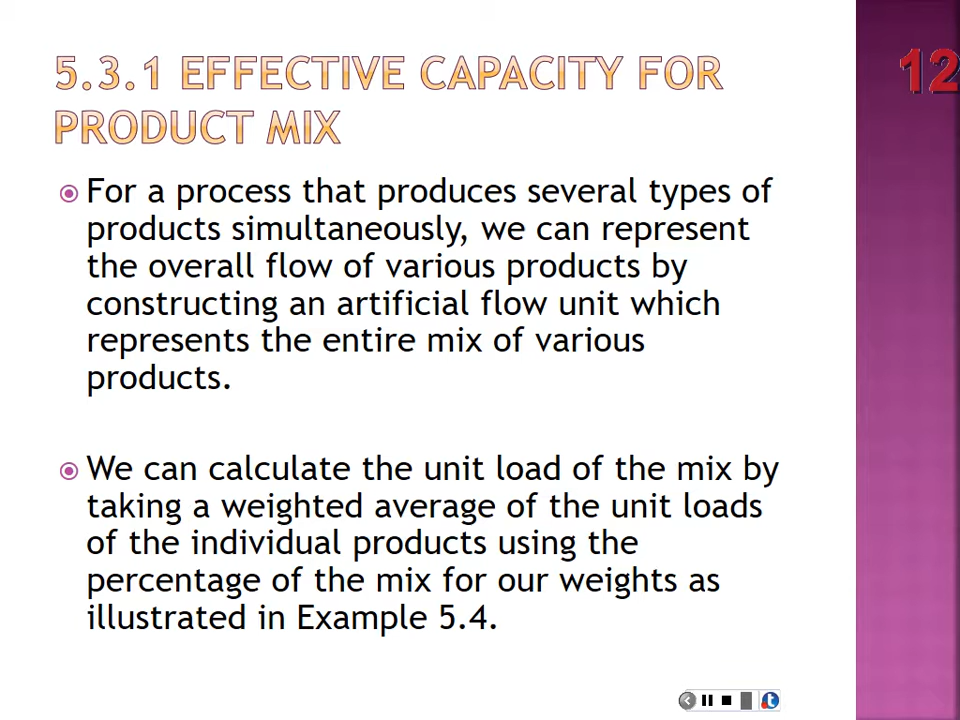 5.3.1 EFFECTIVE CAPACITY FOR
PRODUCT MIX
12
For a process that produces several types of
products simultaneously, we can represent
the overall flow of various products by
constructing an artificial flow unit which
represents the entire mix of various
products.
We can calculate the unit load of the mix by
taking a weighted average of the unit loads
of the individual products using the
percentage of the mix for our weights as
illustrated in Example 5.4.
t